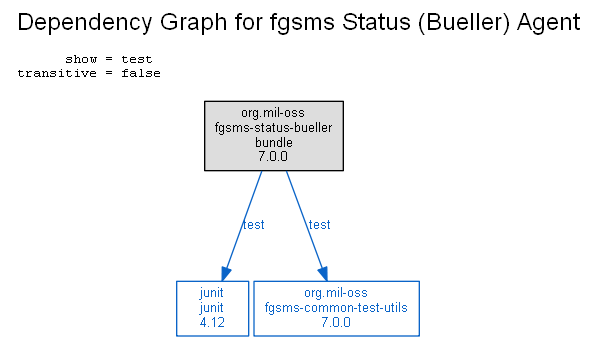 Dependency Graph for fgsms Status (Bueller) Agent
show = test
transitive = false
org.mil-oss
fgsms-status-bueller
bundle
7.0.0
test
test
junit
junit
4.12
org.mil-oss
fgsms-common-test-utils
7.0.0